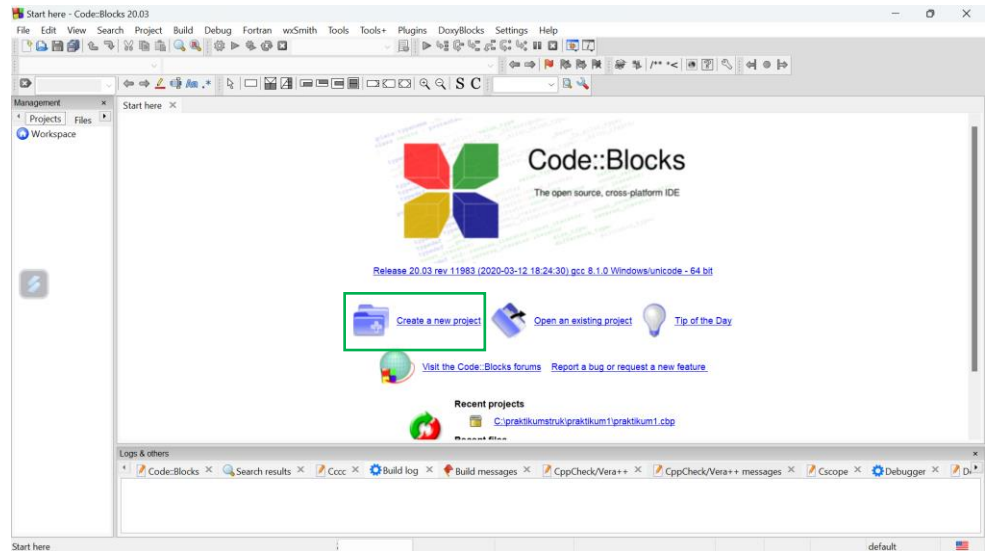 Start here - Code::Blocks 20.03
File Edit View Search Project Build Debug Fortran wxSmith Tools Tools+ Plugins DoxyBlocks Settings Help
/** *<
Aa .* S C
Management ×
Start here ×
Projects Files
Workspace
Code::Blocks
The open source, cross-platform IDE
Release 20.03 rev 11983 (2020-03-12 18:24:30) gcc 8.1.0 Windows/unicode - 64 bit
Create a new project Open an existing project Tip of the Day
Visit the Code::Blocks forums Report a bug or request a new feature
Recent projects
C:\praktikumstruk\praktikum1\praktikum1.cbp
Recent files
Logs & others ×
Code::Blocks × Search results × Cccc × Build log × Build messages × CppCheck/Vera++ × CppCheck/Vera++ messages × Cscope × Debugger ×
Start here default